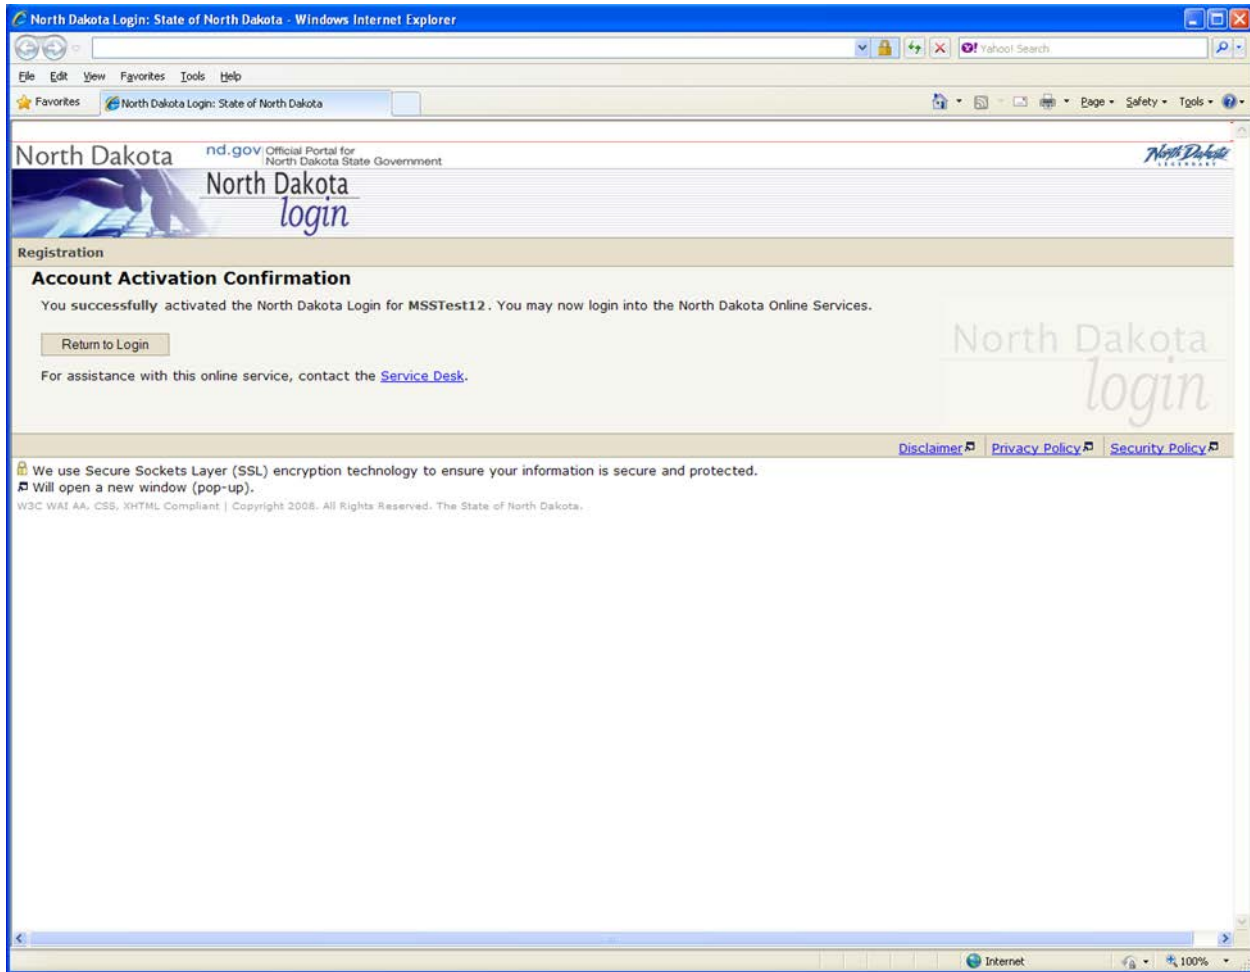 North Dakota Login: State of North Dakota - Windows Internet Explorer
Yahoo! Search
File Edit View Favorites Tools Help
Favorites North Dakota Login: State of North Dakota Page Safety Tools
North Dakota nd.gov Official Portal for
North Dakota State Government
North Dakota
LEGENDARY
North Dakota
login
Registration
Account Activation Confirmation
You successfully activated the North Dakota Login for MSSTest12. You may now login into the North Dakota Online Services.
Return to Login
For assistance with this online service, contact the Service Desk.
North Dakota
login
Disclaimer Privacy Policy Security Policy
We use Secure Sockets Layer (SSL) encryption technology to ensure your information is secure and protected.
Will open a new window (pop-up).
W3C WAI AA, CSS, XHTML Compliant | Copyright 2008. All Rights Reserved. The State of North Dakota.
Internet 100%